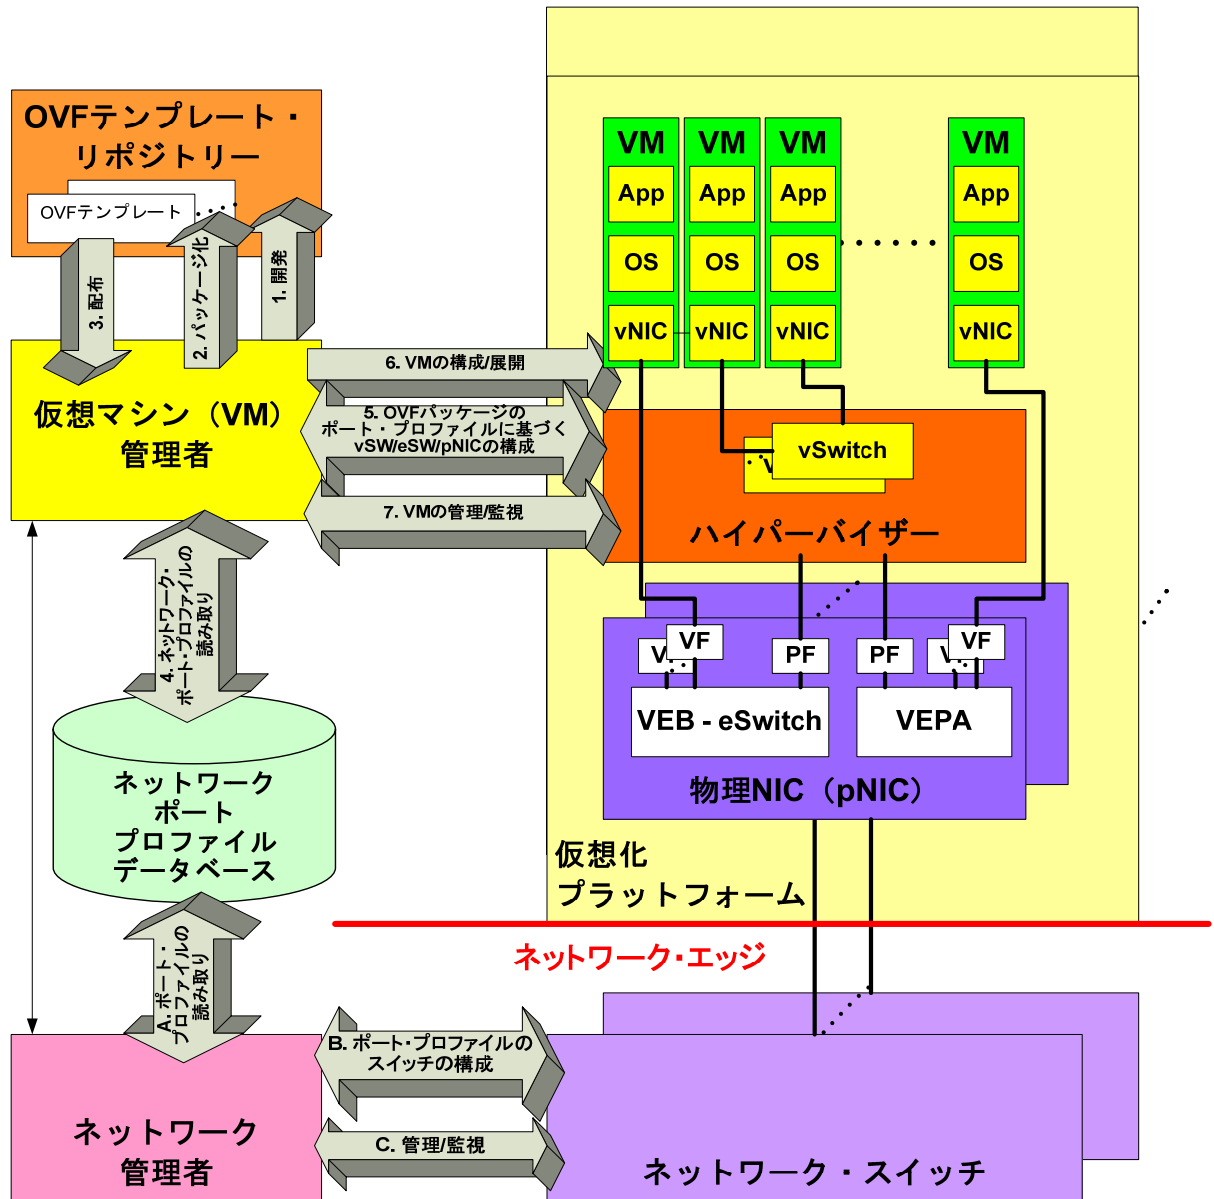 OVFテンプレート・
リポジトリー
OVFテンプレート
3. 配布
2. パッケージ化
1. 開発
仮想マシン（VM）
管理者
6. VMの構成/展開
5. OVFパッケージの
ポート・プロファイルに基づく
vSW/eSW/pNICの構成
7. VMの管理/監視
VM
App
OS
vNIC
VM
App
OS
vNIC
VM
App
OS
vNIC
VM
App
OS
vNIC
vSwitch
ハイパーバイザー
VF
PF
PF
VF
VEB - eSwitch
VEPA
物理NIC（pNIC）
仮想化
プラットフォーム
4. ネットワーク・
ポート・プロファイルの
読み取り
ネットワーク
ポート
プロファイル
データベース
ネットワーク・エッジ
A. ポート・
プロファイルの
読み取り
B. ポート・プロファイルの
スイッチの構成
C. 管理/監視
ネットワーク
管理者
ネットワーク・スイッチ